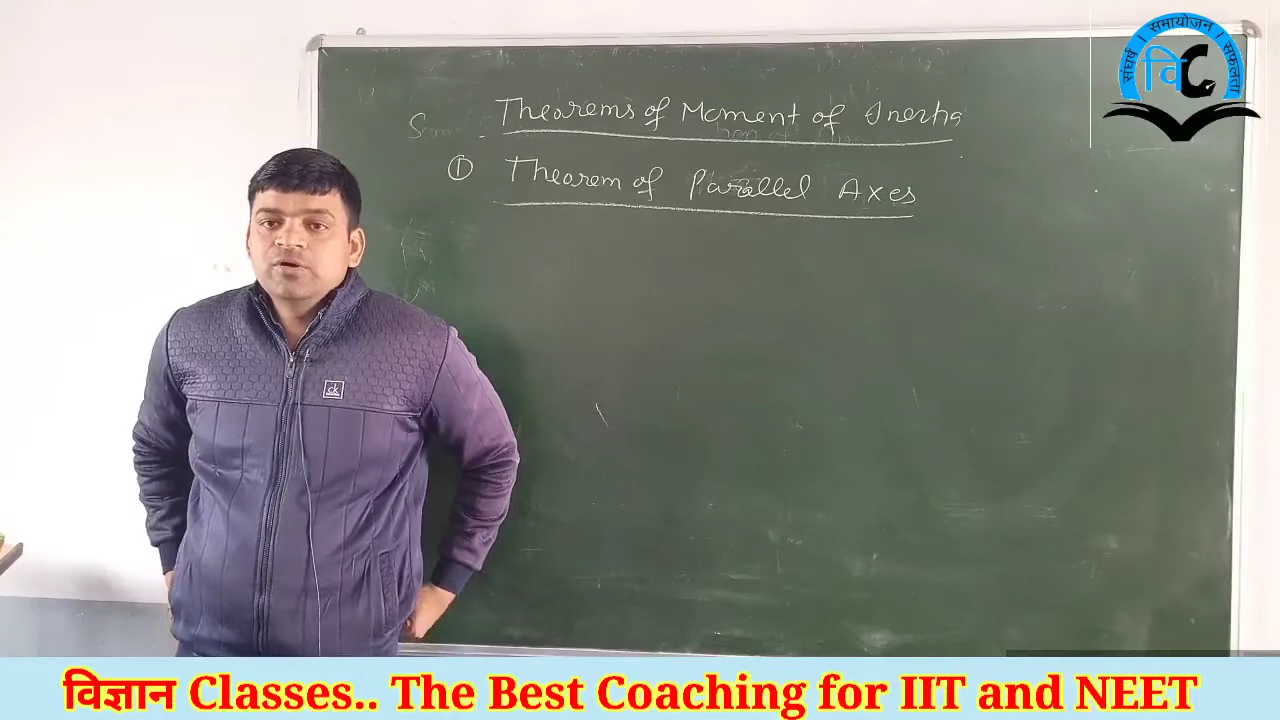 संघर्ष । समायोजन । सफलता
वि
Theorems of Moment of Inertia
① Theorem of Parallel Axes
ck
विज्ञान Classes.. The Best Coaching for IIT and NEET